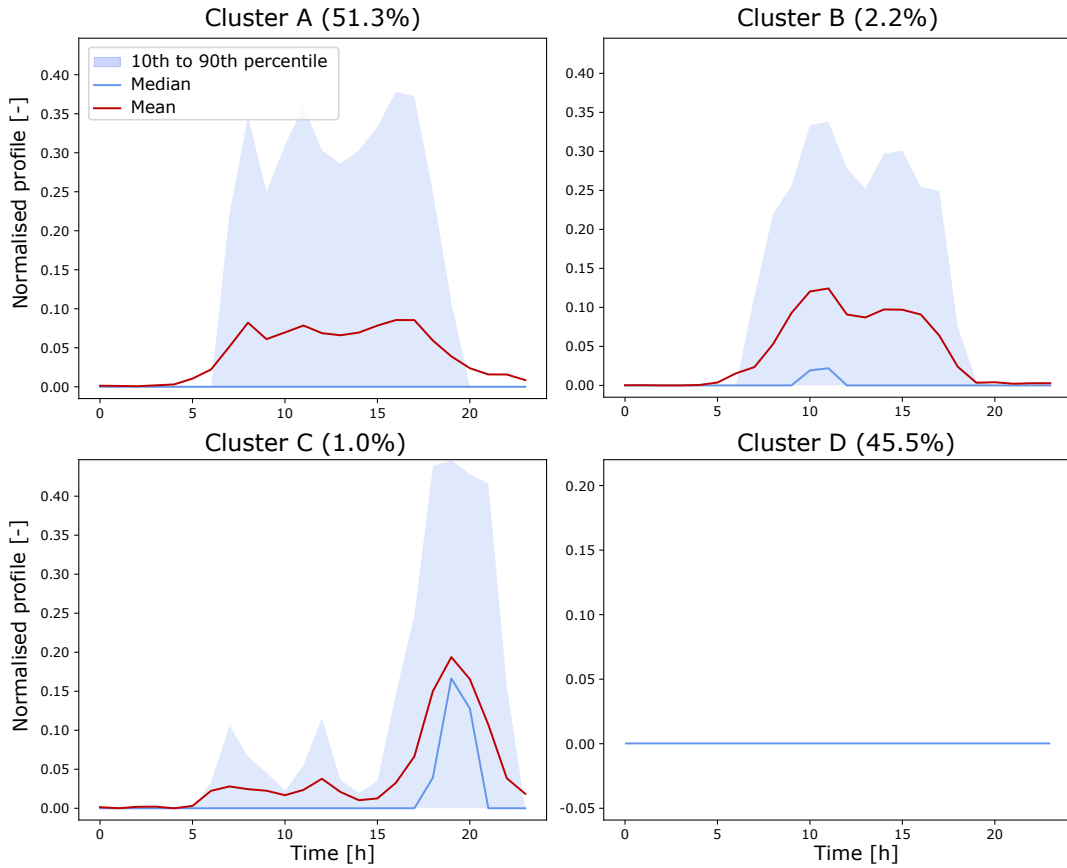 Cluster A (51.3%)
Cluster B (2.2%)
Normalised profile [-]
0.40
0.35
0.30
0.25
0.20
0.15
0.10
0.05
0.00
10th to 90th percentile
Median
Mean
0 5 10 15 20
0.40
0.35
0.30
0.25
0.20
0.15
0.10
0.05
0.00
0 5 10 15 20
Cluster C (1.0%)
Cluster D (45.5%)
Normalised profile [-]
0.40
0.35
0.30
0.25
0.20
0.15
0.10
0.05
0.00
0 5 10 15 20
Time [h]
0.20
0.15
0.10
0.05
0.00
-0.05
0 5 10 15 20
Time [h]